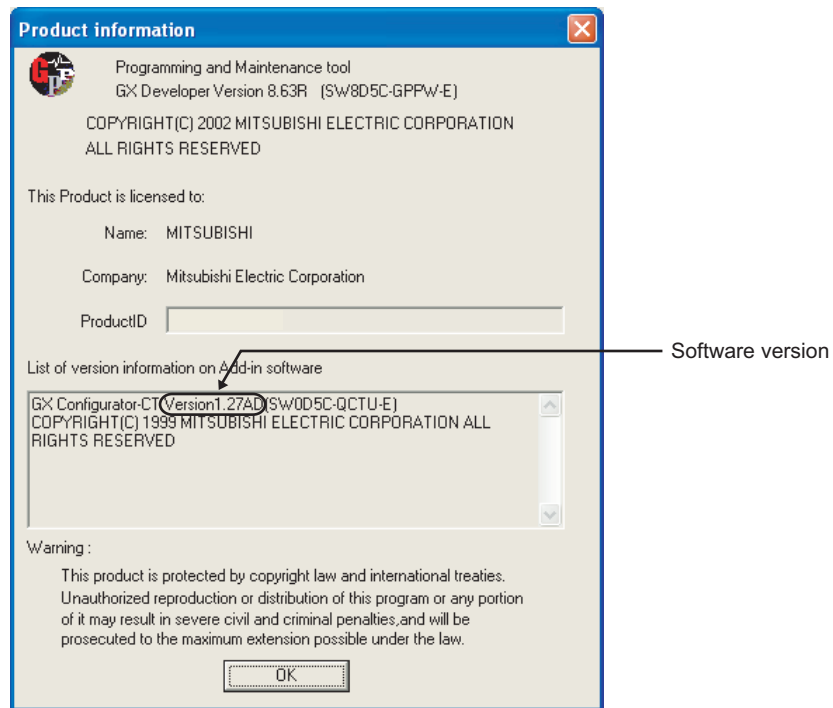 Product information
Programming and Maintenance tool
GX Developer Version 8.63R (SW8D5C-GPPW-E)
COPYRIGHT(C) 2002 MITSUBISHI ELECTRIC CORPORATION
ALL RIGHTS RESERVED
This Product is licensed to:
Name: MITSUBISHI
Company: Mitsubishi Electric Corporation
ProductID
Software version
List of version information on Add-in software
GX Configurator-CT Version1.27AD(SW0D5C-QCTU-E)
COPYRIGHT(C) 1999 MITSUBISHI ELECTRIC CORPORATION ALL
RIGHTS RESERVED
Warning :
This product is protected by copyright law and international treaties.
Unauthorized reproduction or distribution of this program or any portion
of it may result in severe civil and criminal penalties,and will be
prosecuted to the maximum extension possible under the law.
OK